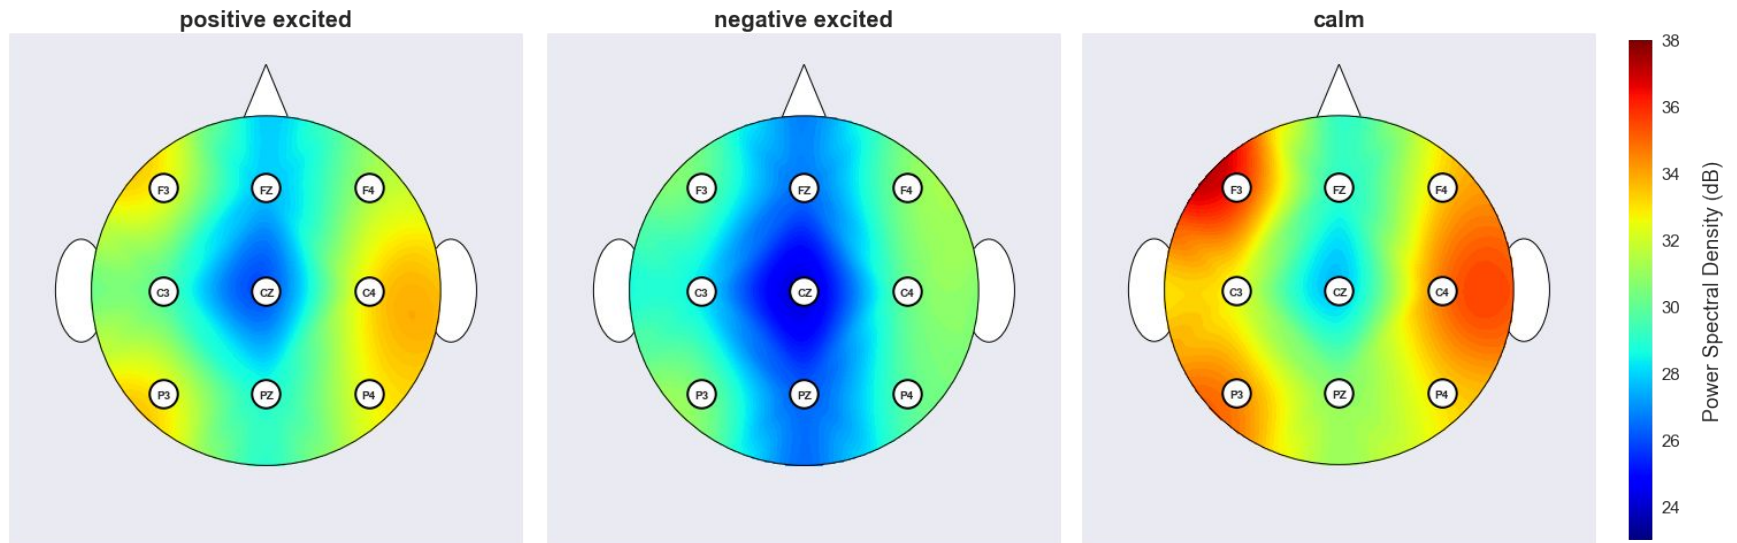 positive excited
negative excited
calm
F3 FZ F4
C3 CZ C4
P3 PZ P4
F3 FZ F4
C3 CZ C4
P3 PZ P4
F3 FZ F4
C3 CZ C4
P3 PZ P4
38
36
34
32
30
28
26
24
Power Spectral Density (dB)